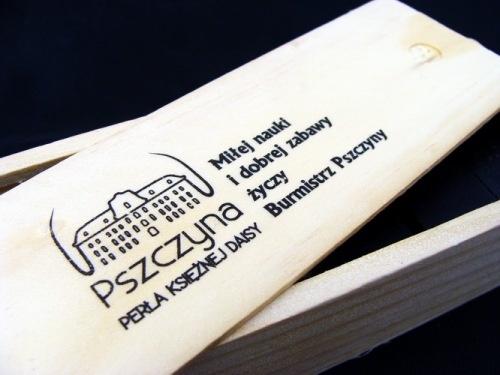 Miłej nauki
i dobrej zabawy
życzy
Burmistrz Pszczyny
Pszczyna
PERŁA KSIĘŻNEJ DAISY